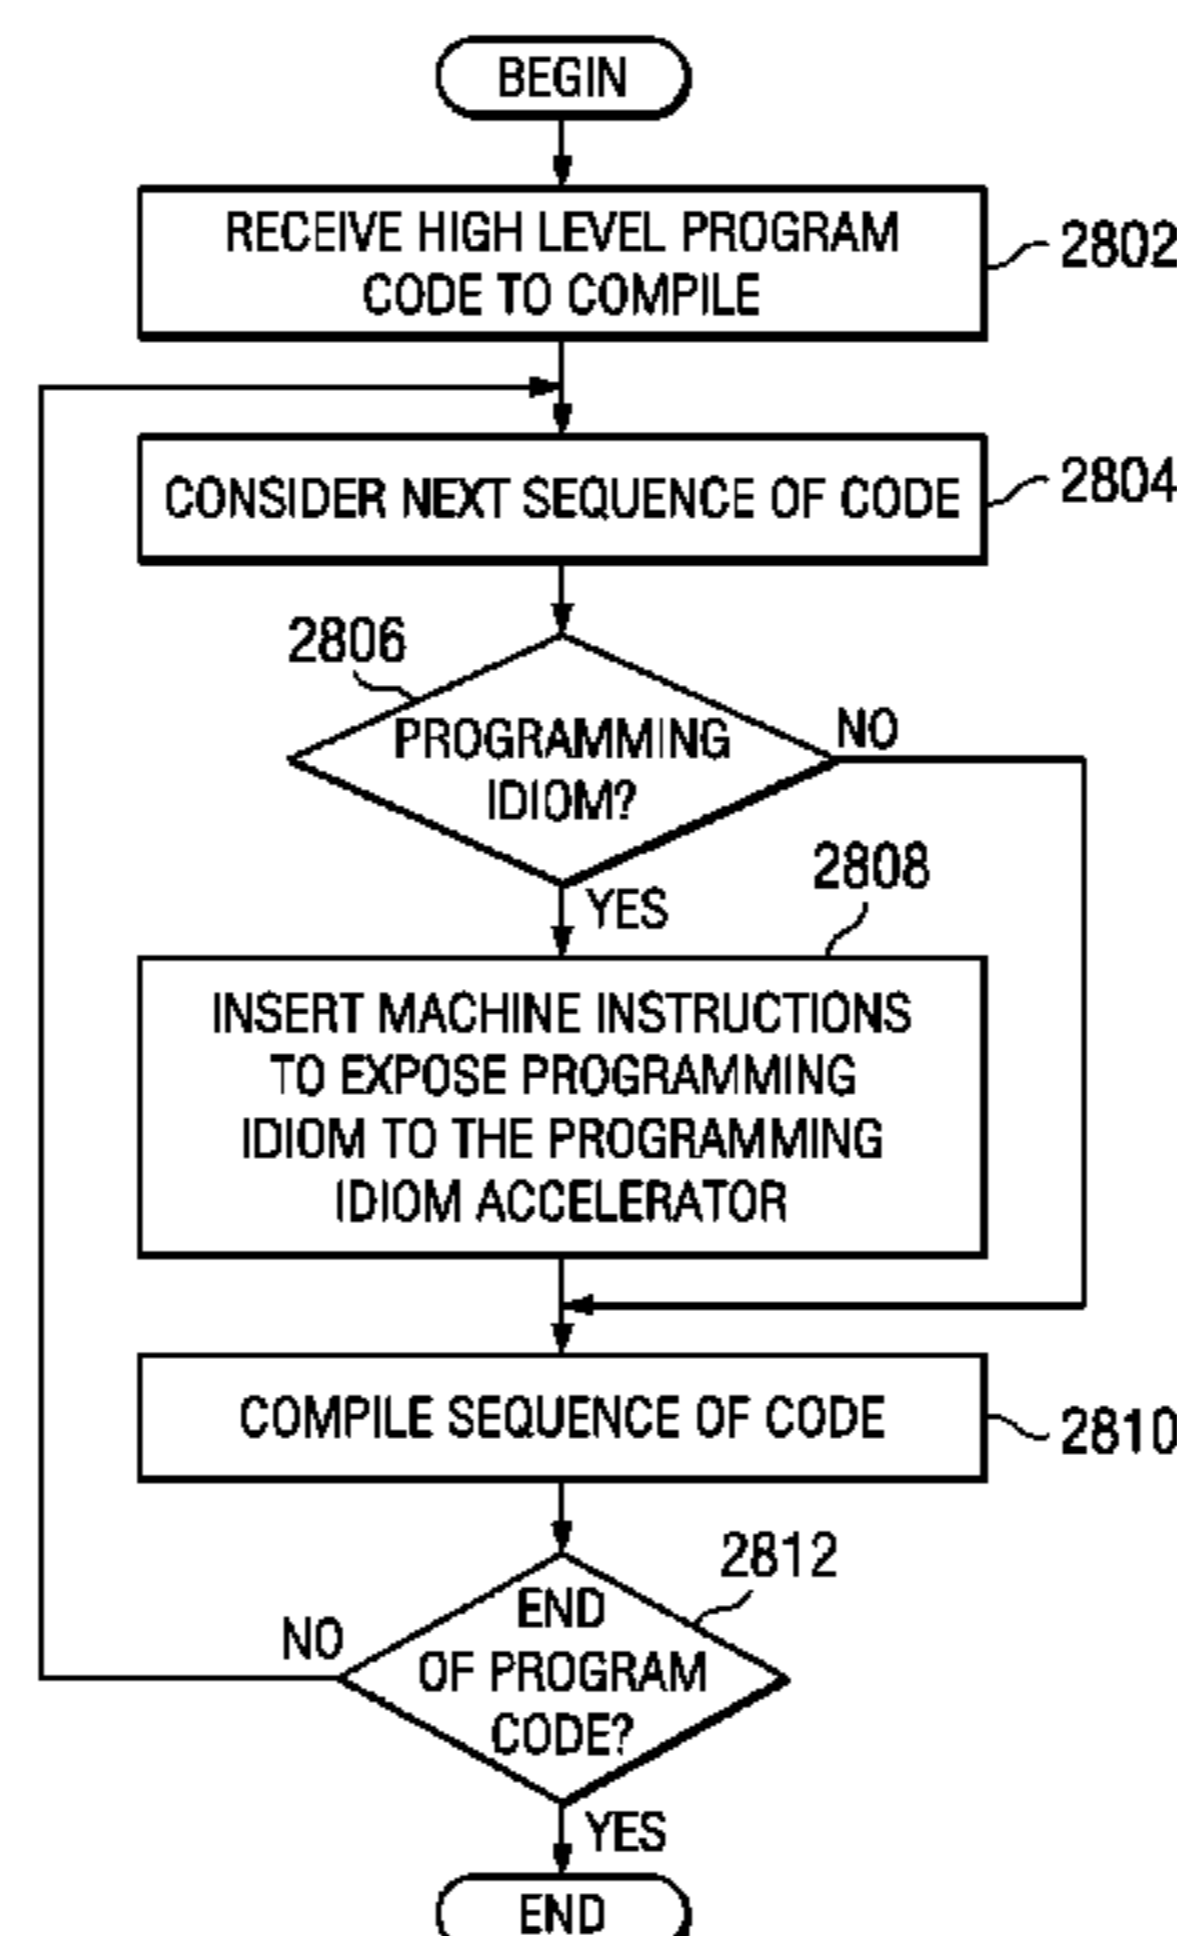 BEGIN
RECEIVE HIGH LEVEL PROGRAM
CODE TO COMPILE
2802
CONSIDER NEXT SEQUENCE OF CODE
2804
2806
PROGRAMMING
IDIOM?
NO
YES
2808
INSERT MACHINE INSTRUCTIONS
TO EXPOSE PROGRAMMING
IDIOM TO THE PROGRAMMING
IDIOM ACCELERATOR
COMPILE SEQUENCE OF CODE
2810
2812
END
OF PROGRAM
CODE?
NO
YES
END